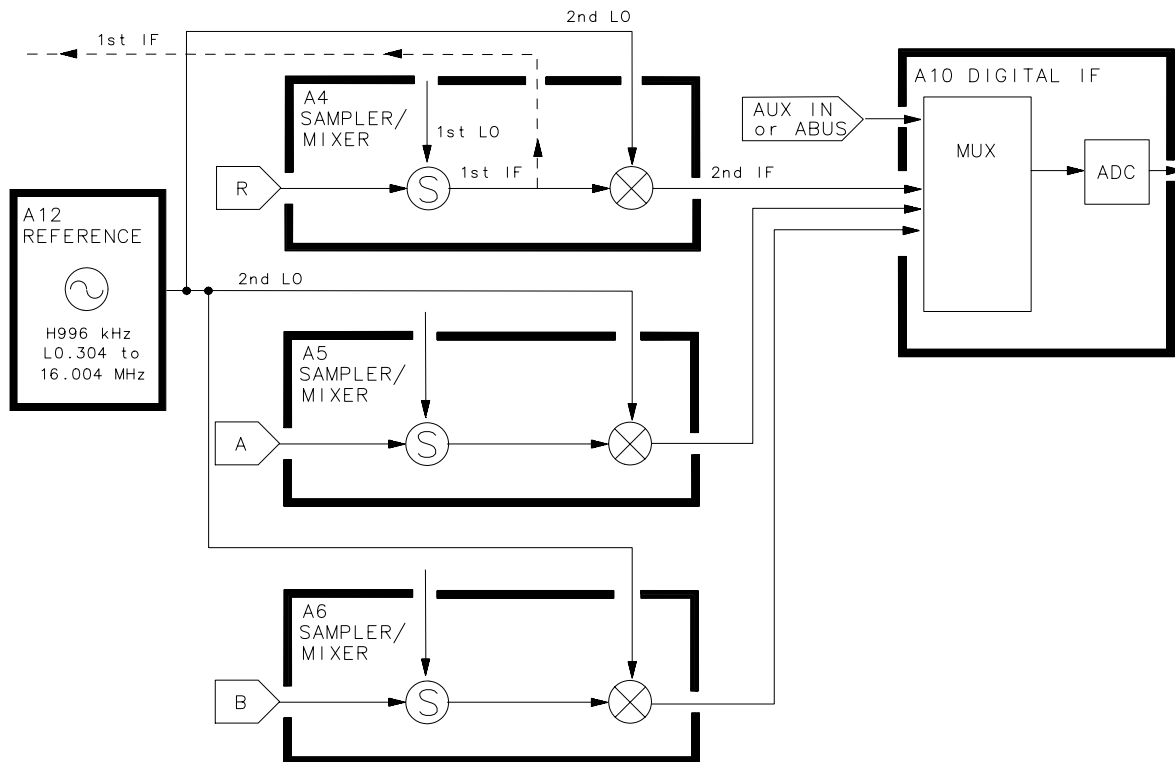 2nd LO
1st IF
A10 DIGITAL IF
A4
SAMPLER/
MIXER
AUX IN
or ABUS
1st LO
MUX
R
S
1st IF
2nd IF
ADC
A12
REFERENCE
2nd LO
H996 kHz
L0.304 to
16.004 MHz
A5
SAMPLER/
MIXER
A
S
A6
SAMPLER/
MIXER
B
S